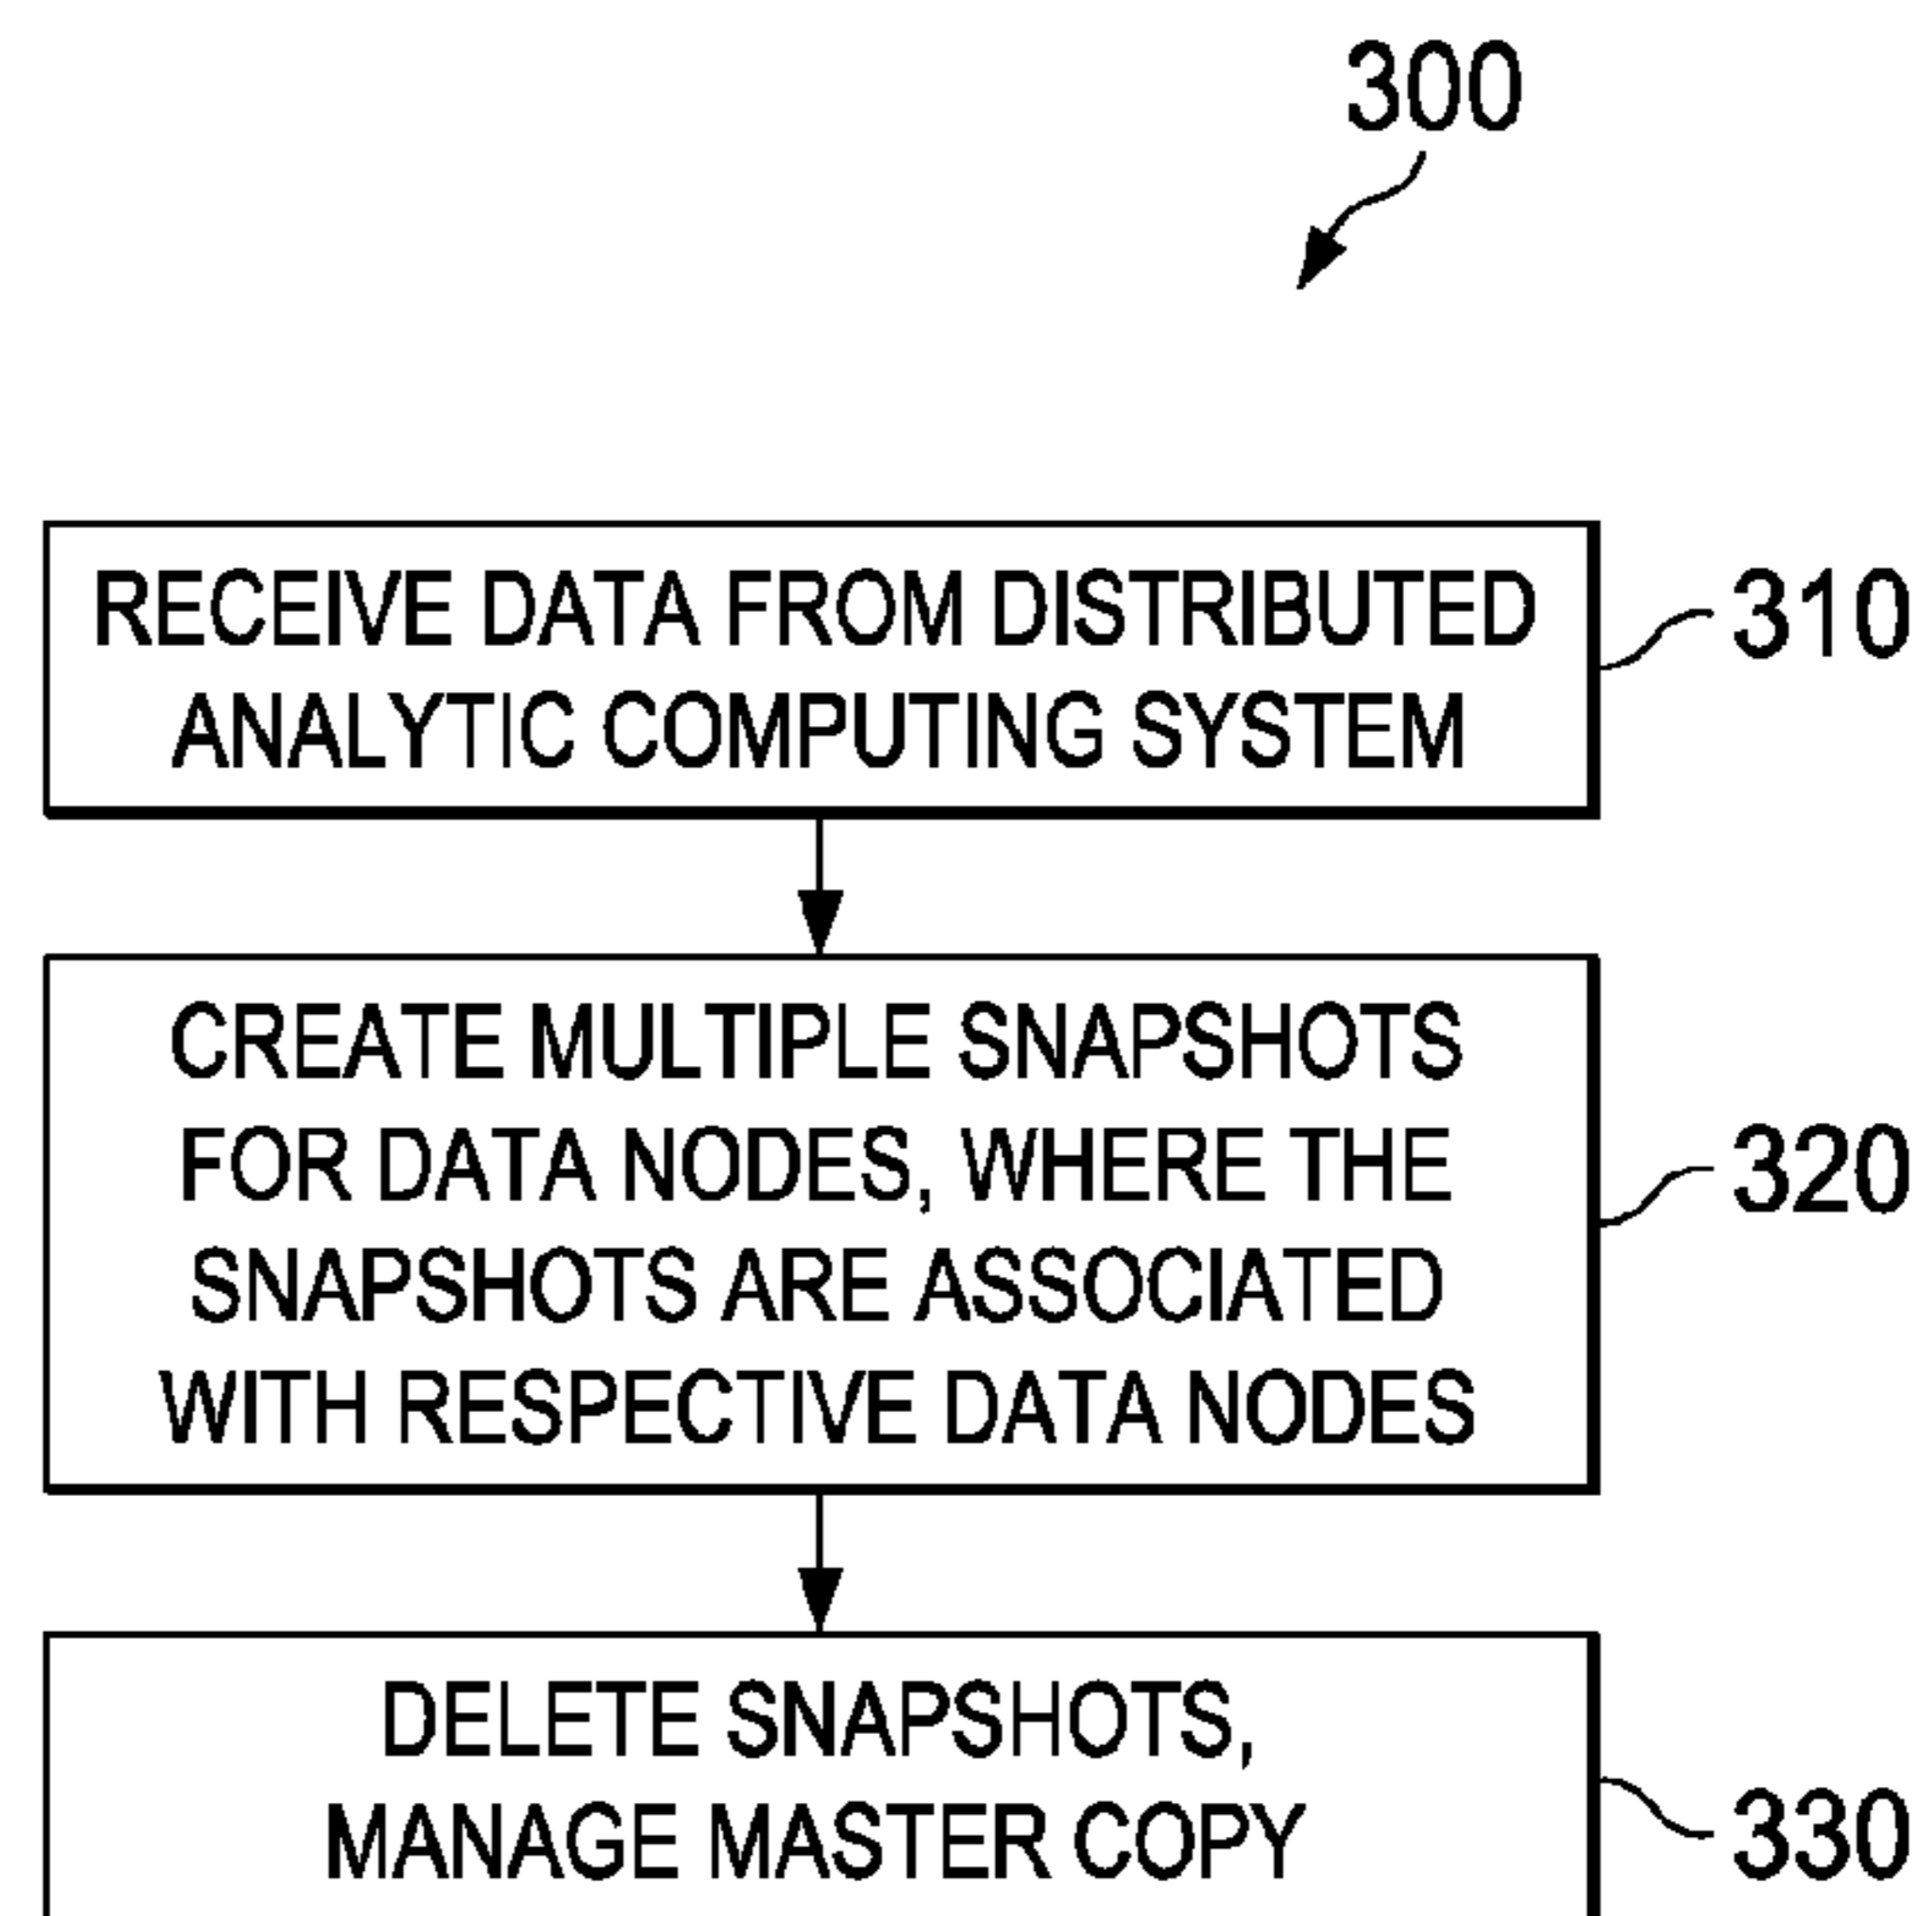 300
RECEIVE DATA FROM DISTRIBUTED
ANALYTIC COMPUTING SYSTEM
310
CREATE MULTIPLE SNAPSHOTS
FOR DATA NODES, WHERE THE
SNAPSHOTS ARE ASSOCIATED
WITH RESPECTIVE DATA NODES
320
DELETE SNAPSHOTS,
MANAGE MASTER COPY
330